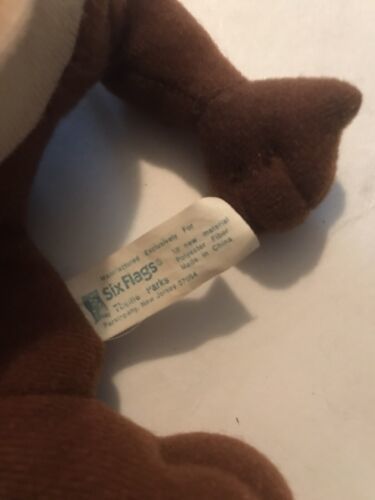 Manufactured Exclusively For
Six Flags®
Theme Parks
Parsippany, New Jersey 07054
All new material
Polyester Fiber
Made in China